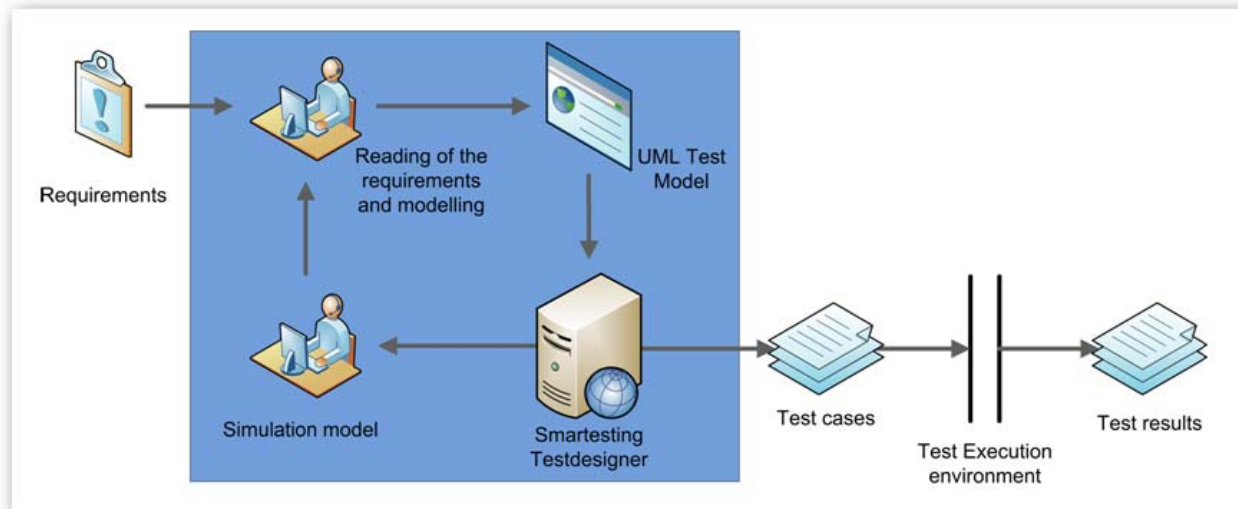 Requirements
Reading of the
requirements
and modelling
UML Test
Model
Simulation model
Smartesting
Testdesigner
Test cases
Test Execution
environment
Test results